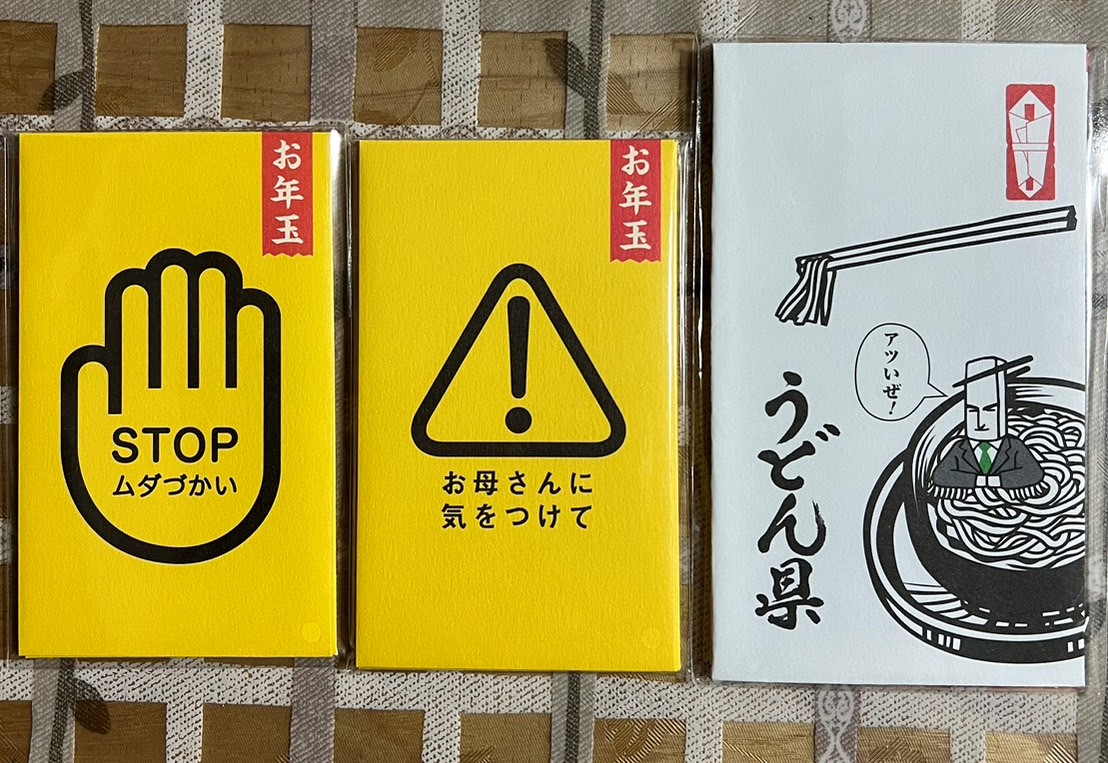 お年玉
STOP
ムダづかい
お年玉
お母さんに
気をつけて
アツいぜ!
うどん県